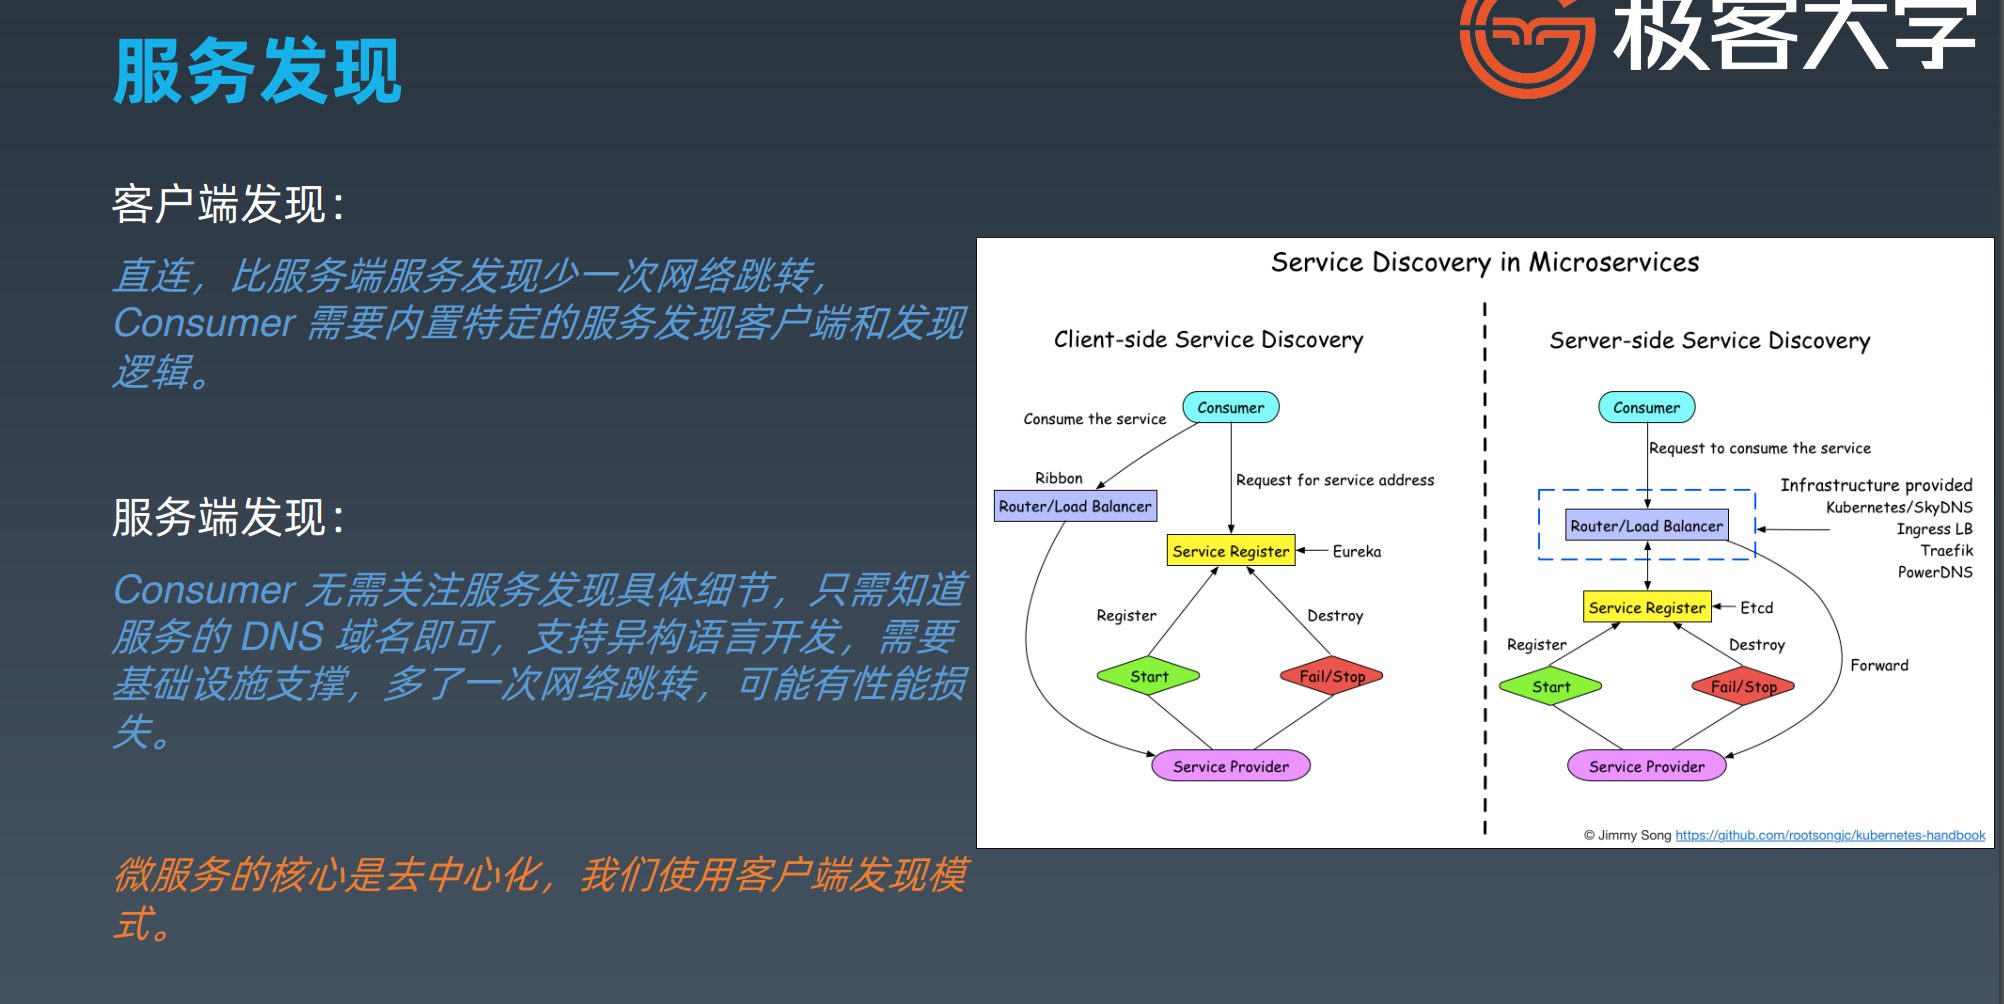 服务发现
极客大学
客户端发现：
直连，比服务端服务发现少一次网络跳转，
Consumer 需要内置特定的服务发现客户端和发现
逻辑。
服务端发现：
Consumer 无需关注服务发现具体细节，只需知道
服务的 DNS 域名即可，支持异构语言开发，需要
基础设施支撑，多了一次网络跳转，可能有性能损
失。
微服务的核心是去中心化，我们使用客户端发现模
式。
Service Discovery in Microservices
Client-side Service Discovery
Consumer
Consume the service
Ribbon
Request for service address
Router/Load Balancer
Service Register
Eureka
Register
Destroy
Start
Fail/Stop
Service Provider
Server-side Service Discovery
Consumer
Request to consume the service
Infrastructure provided
Kubernetes/SkyDNS
Ingress LB
Traefik
PowerDNS
Router/Load Balancer
Service Register
Etcd
Register
Destroy
Forward
Start
Fail/Stop
Service Provider
© Jimmy Song https://github.com/rootsongjc/kubernetes-handbook